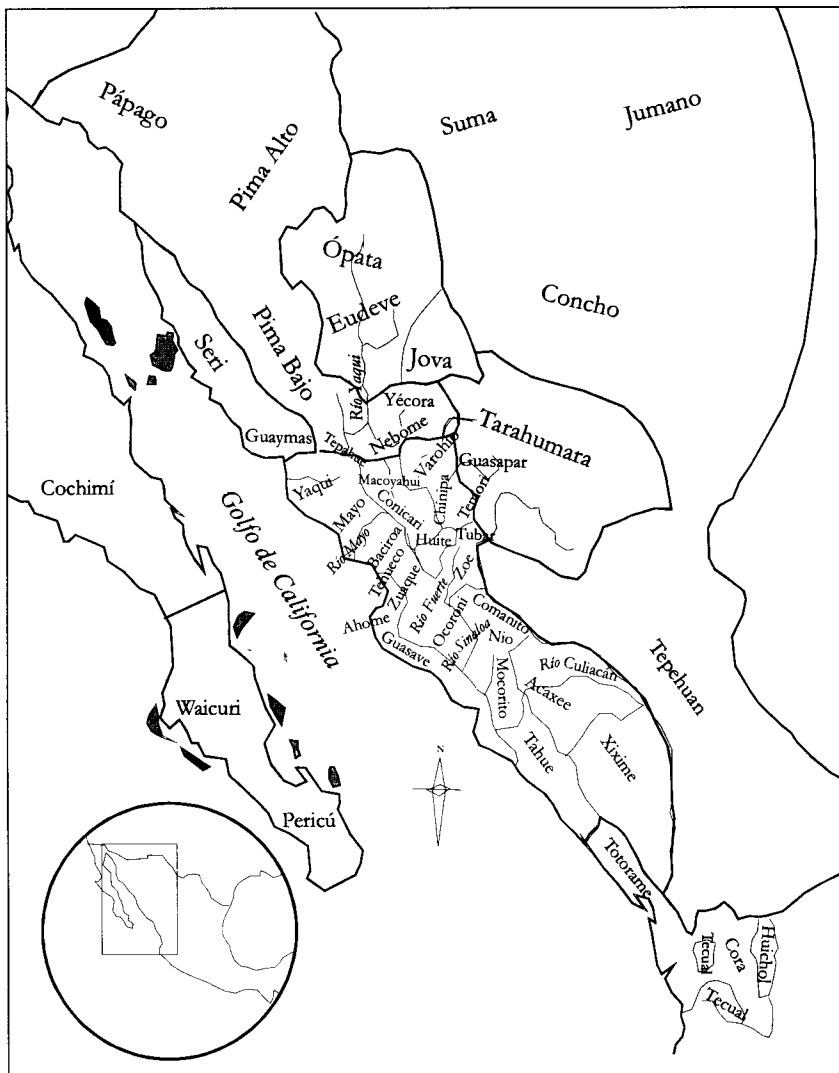 Pápago
Suma
Jumano
Pima Alto
Ópata
Eudeve
Concho
Seri
Pima Bajo
Jova
Río Yaqui
Yécora
Nebome
Tepahue
Guaymas
Tarahumara
Varohio
Guasapar
Yaqui
Macoyahui
Chínipa
Temori
Cochimí
Mayo
Conicari
Golfo de California
Río Mayo
Baciroa
Huite
Tubar
Tehueco
Zuaque
Zoe
Río Fuerte
Ahome
Ocoroni
Comanito
Guasave
Río Sinaloa
Nio
Río Culiacán
Tepehuan
Mocorito
Acaxee
Waicuri
Tahue
Xixime
N
Pericú
Totorame
Tecual
Cora
Huichol
Tecual